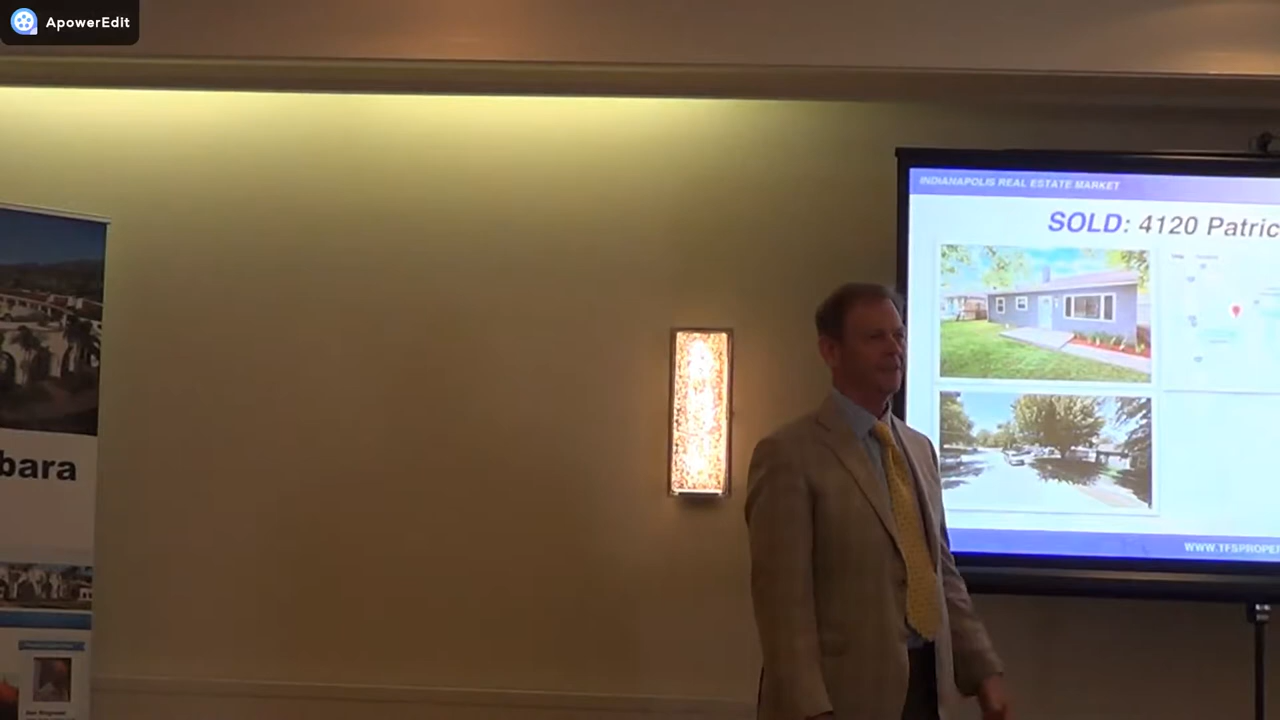 ApowerEdit
INDIANAPOLIS REAL ESTATE MARKET
SOLD: 4120 Patric
bara
WWW.TFSPROPE